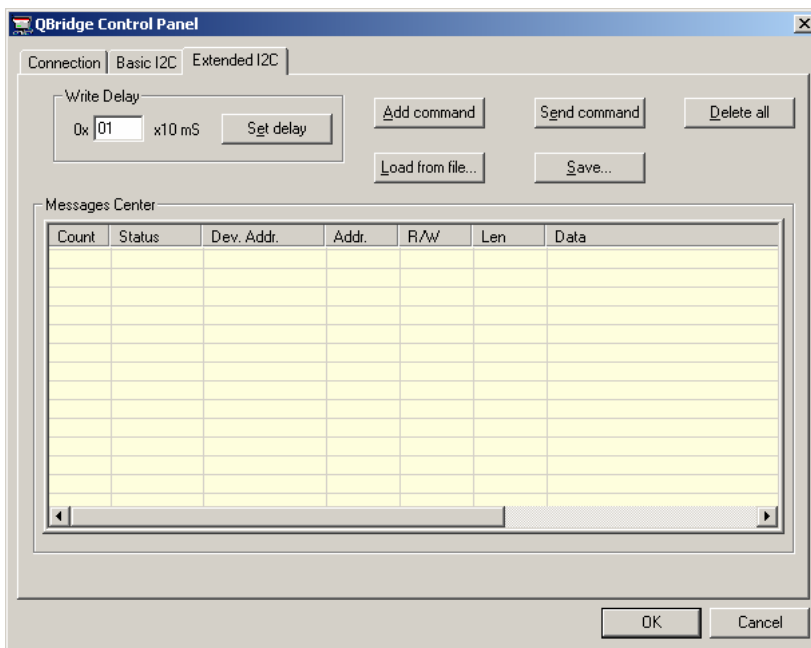 QBridge Control Panel
Connection Basic I2C Extended I2C
Write Delay
0x 01 x10 mS Set delay
Add command Send command Delete all
Load from file... Save...
Messages Center
Count Status Dev. Addr. Addr. R/W Len Data
OK Cancel